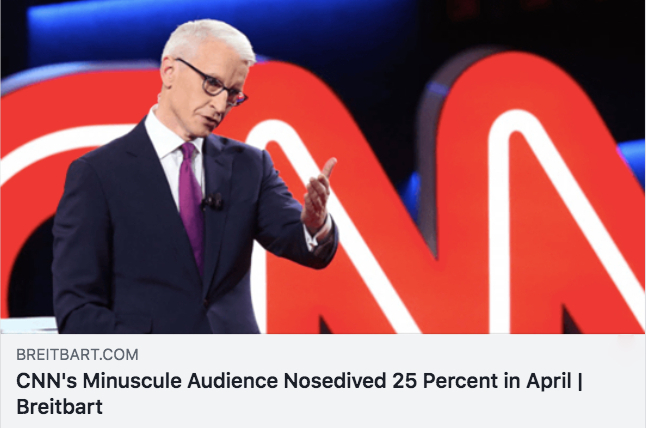 CNN
BREITBART.COM
CNN's Minuscule Audience Nosedived 25 Percent in April |
Breitbart